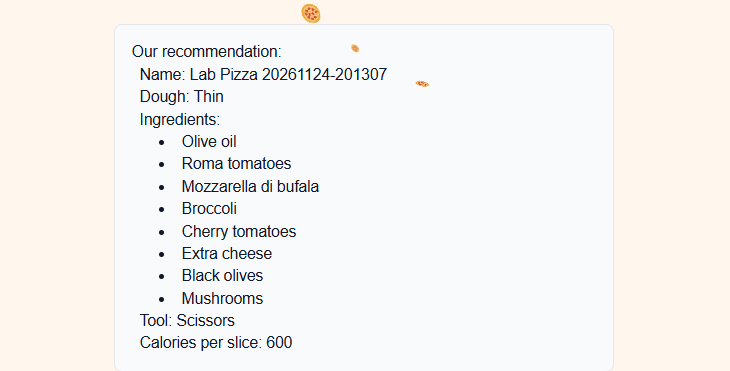 Our recommendation:
Name: Lab Pizza 20261124-201307
Dough: Thin
Ingredients:
• Olive oil
• Roma tomatoes
• Mozzarella di bufala
• Broccoli
• Cherry tomatoes
• Extra cheese
• Black olives
• Mushrooms
Tool: Scissors
Calories per slice: 600